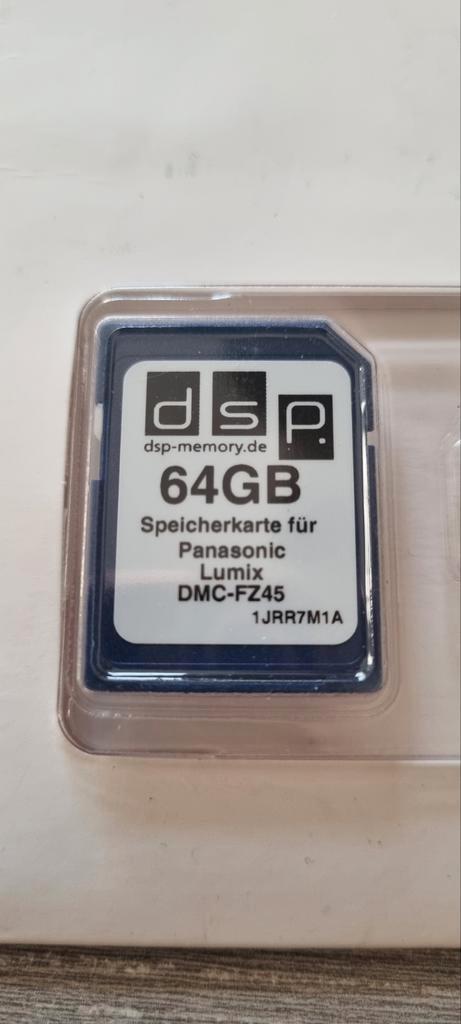 dsp
dsp-memory.de
64GB
Speicherkarte für
Panasonic
Lumix
DMC-FZ45
1JRR7M1A